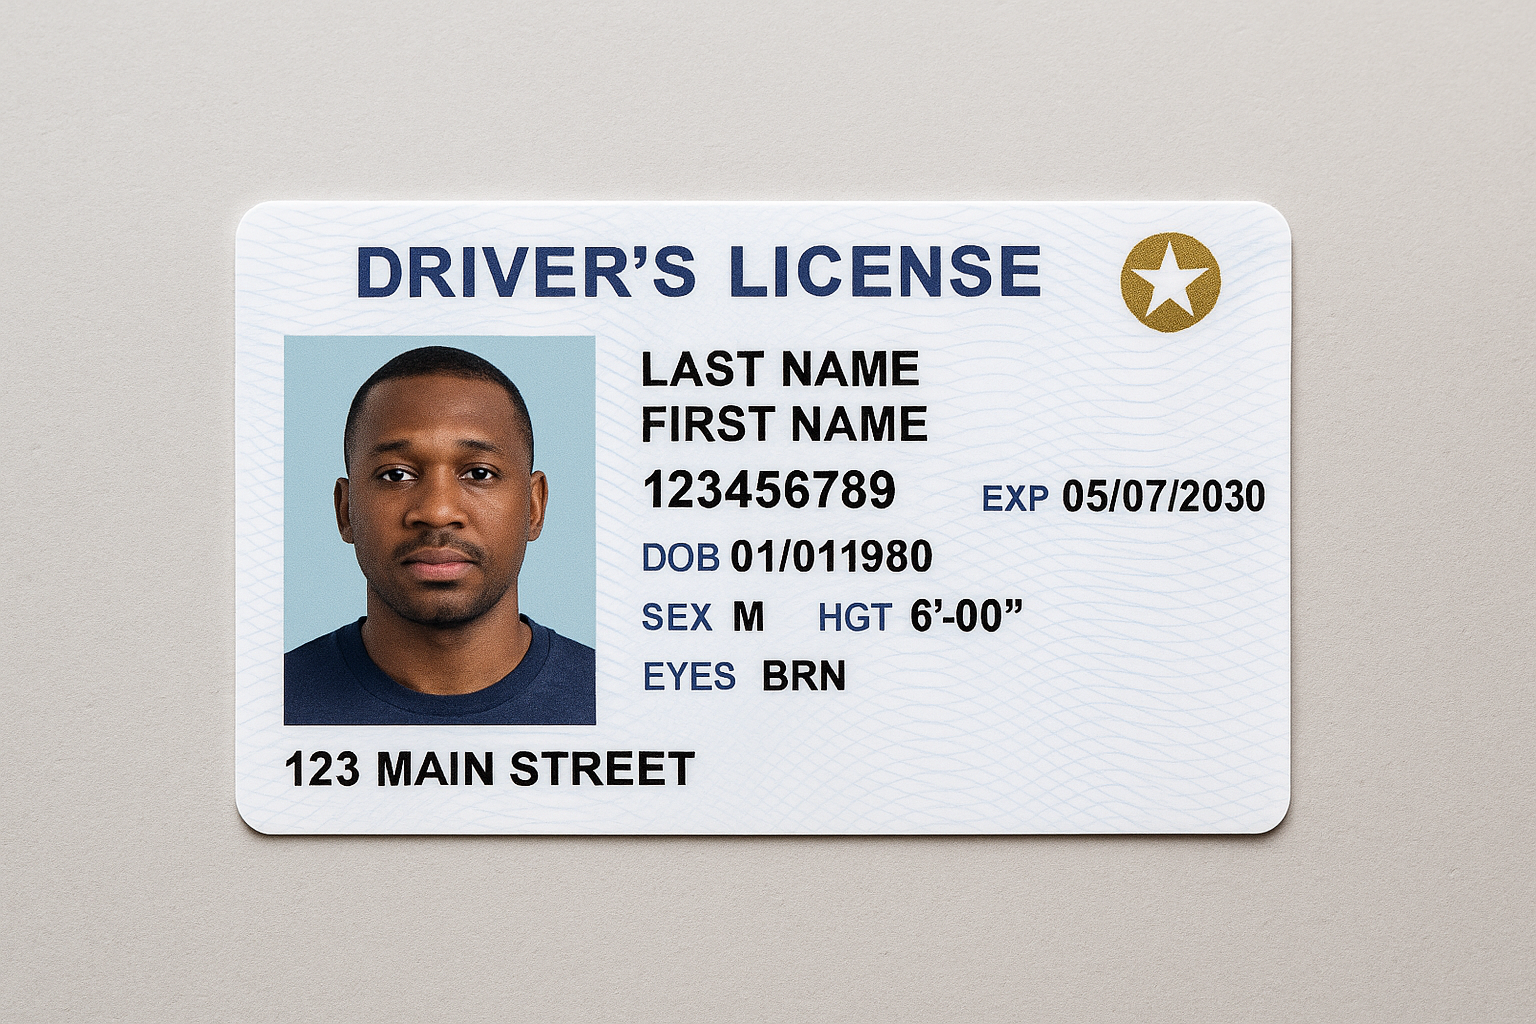 DRIVER’S LICENSE
LAST NAME
FIRST NAME
123456789 EXP 05/07/2030
DOB 01/011980
SEX M HGT 6’-00”
EYES BRN
123 MAIN STREET